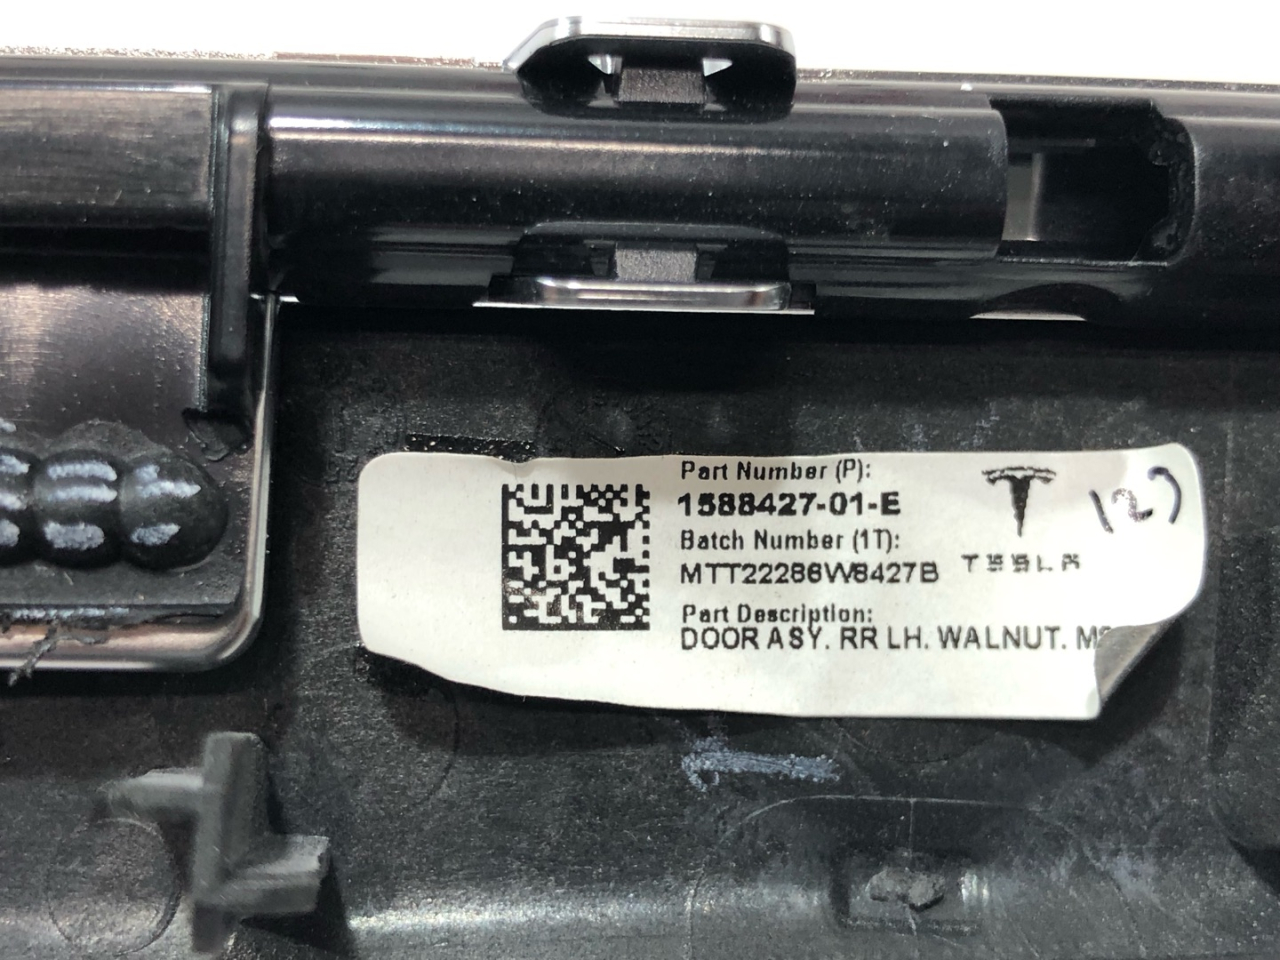 Part Number (P):
1588427-01-E
Batch Number (1T):
MTT22286W8427B
Part Description:
DOOR ASY. RR LH. WALNUT.
TESLA
127